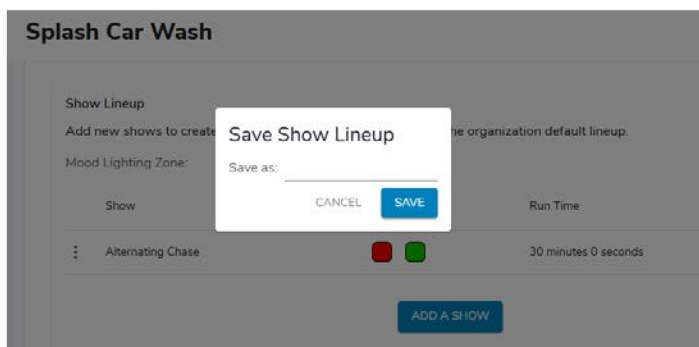 Splash Car Wash
Show Lineup
Add new shows to create he organization default lineup.
Mood Lighting Zone:
Save Show Lineup
Save as:
CANCEL SAVE
Show Run Time
Alternating Chase 30 minutes 0 seconds
ADD A SHOW